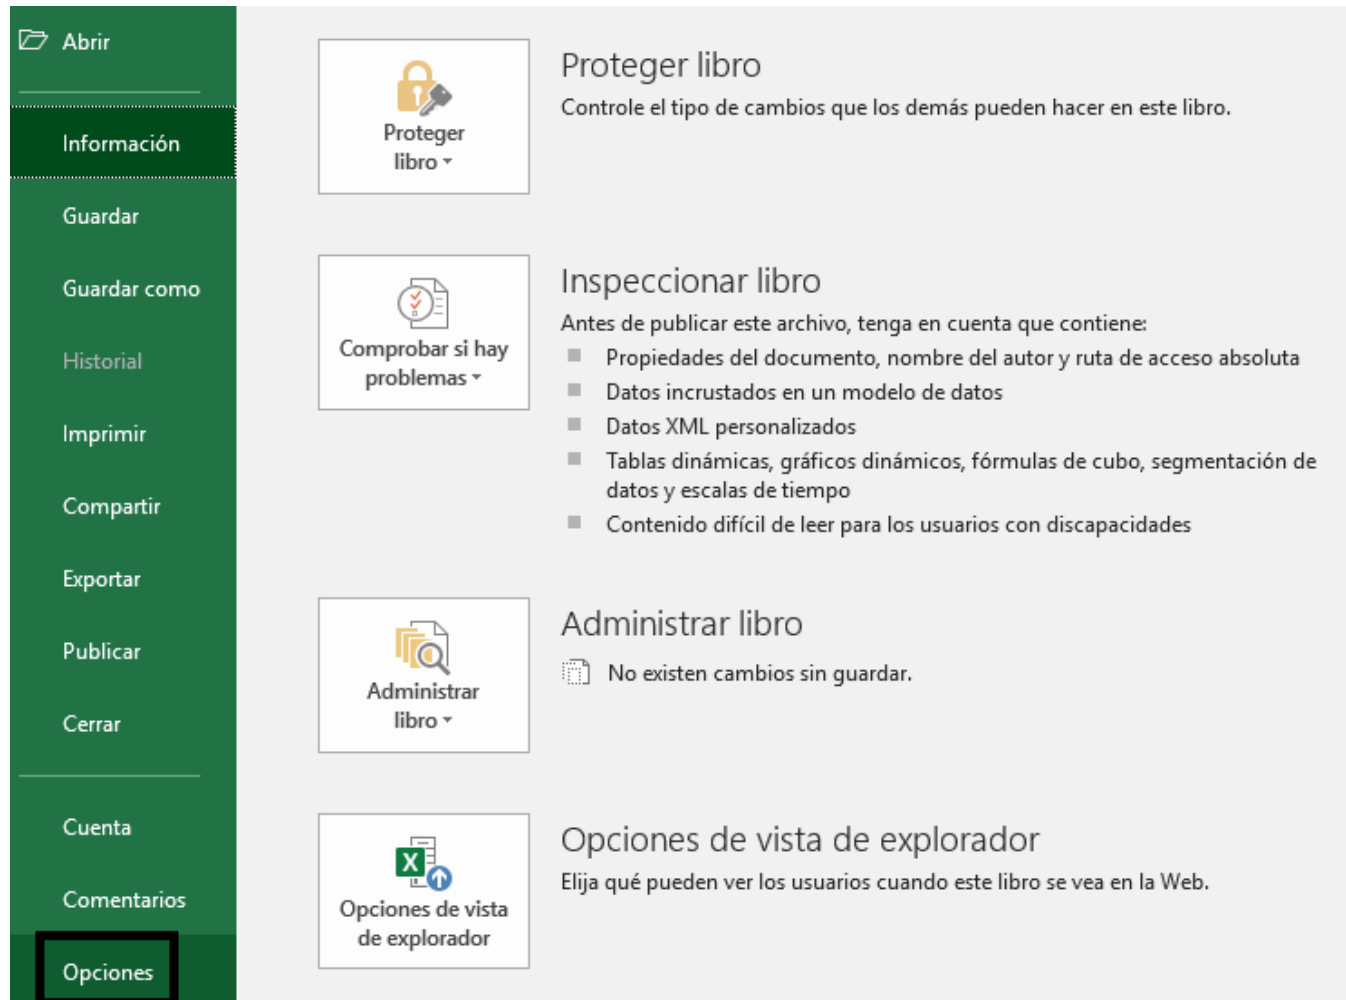 Abrir
Información
Guardar
Guardar como
Historial
Imprimir
Compartir
Exportar
Publicar
Cerrar
Cuenta
Comentarios
Opciones
Proteger
libro
Proteger libro
Controle el tipo de cambios que los demás pueden hacer en este libro.
Comprobar si hay
problemas
Inspeccionar libro
Antes de publicar este archivo, tenga en cuenta que contiene:
Propiedades del documento, nombre del autor y ruta de acceso absoluta
Datos incrustados en un modelo de datos
Datos XML personalizados
Tablas dinámicas, gráficos dinámicos, fórmulas de cubo, segmentación de
datos y escalas de tiempo
Contenido difícil de leer para los usuarios con discapacidades
Administrar
libro
Administrar libro
No existen cambios sin guardar.
Opciones de vista
de explorador
Opciones de vista de explorador
Elija qué pueden ver los usuarios cuando este libro se vea en la Web.